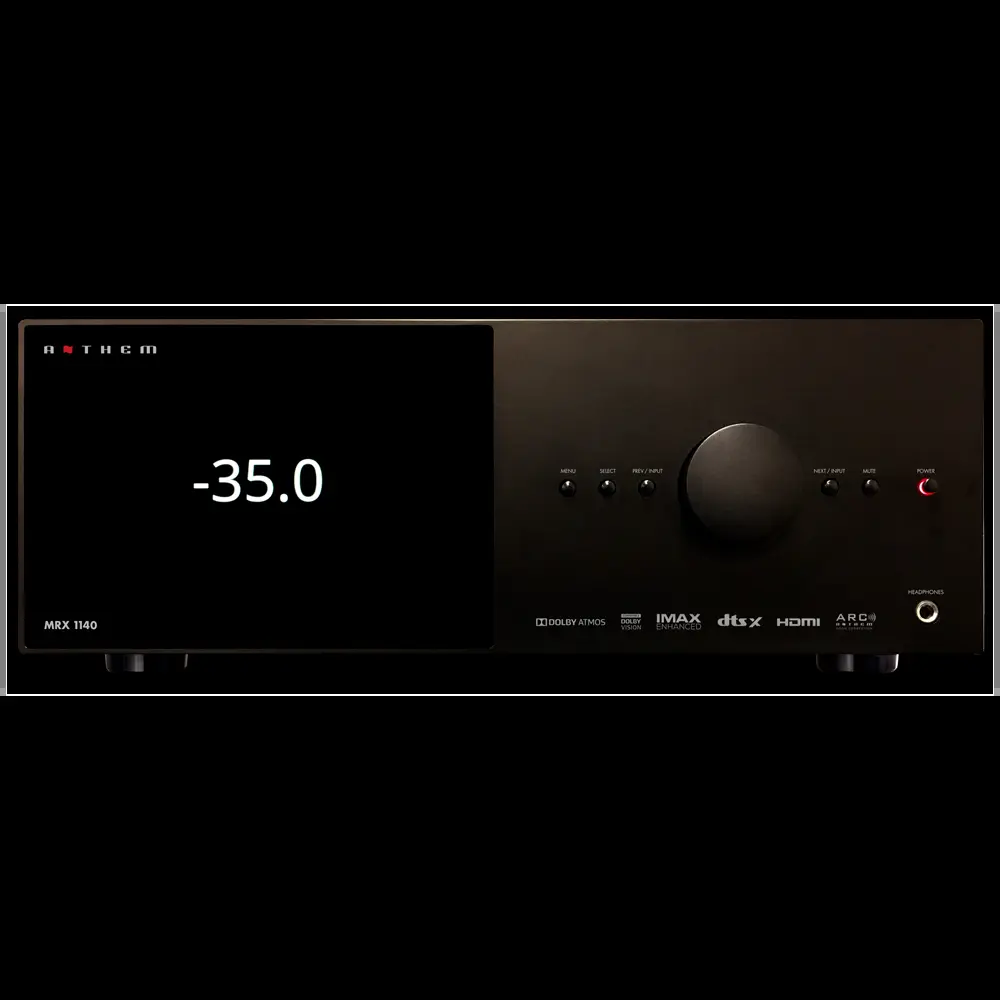 ANTHEM
-35.0
MENU
SELECT
PREV / INPUT
NEXT / INPUT
MUTE
POWER
HEADPHONES
MRX 1140
DOLBY ATMOS
DOLBY
VISION
IMAX
ENHANCED
dts X
HDMI
ARC
ANTHEM